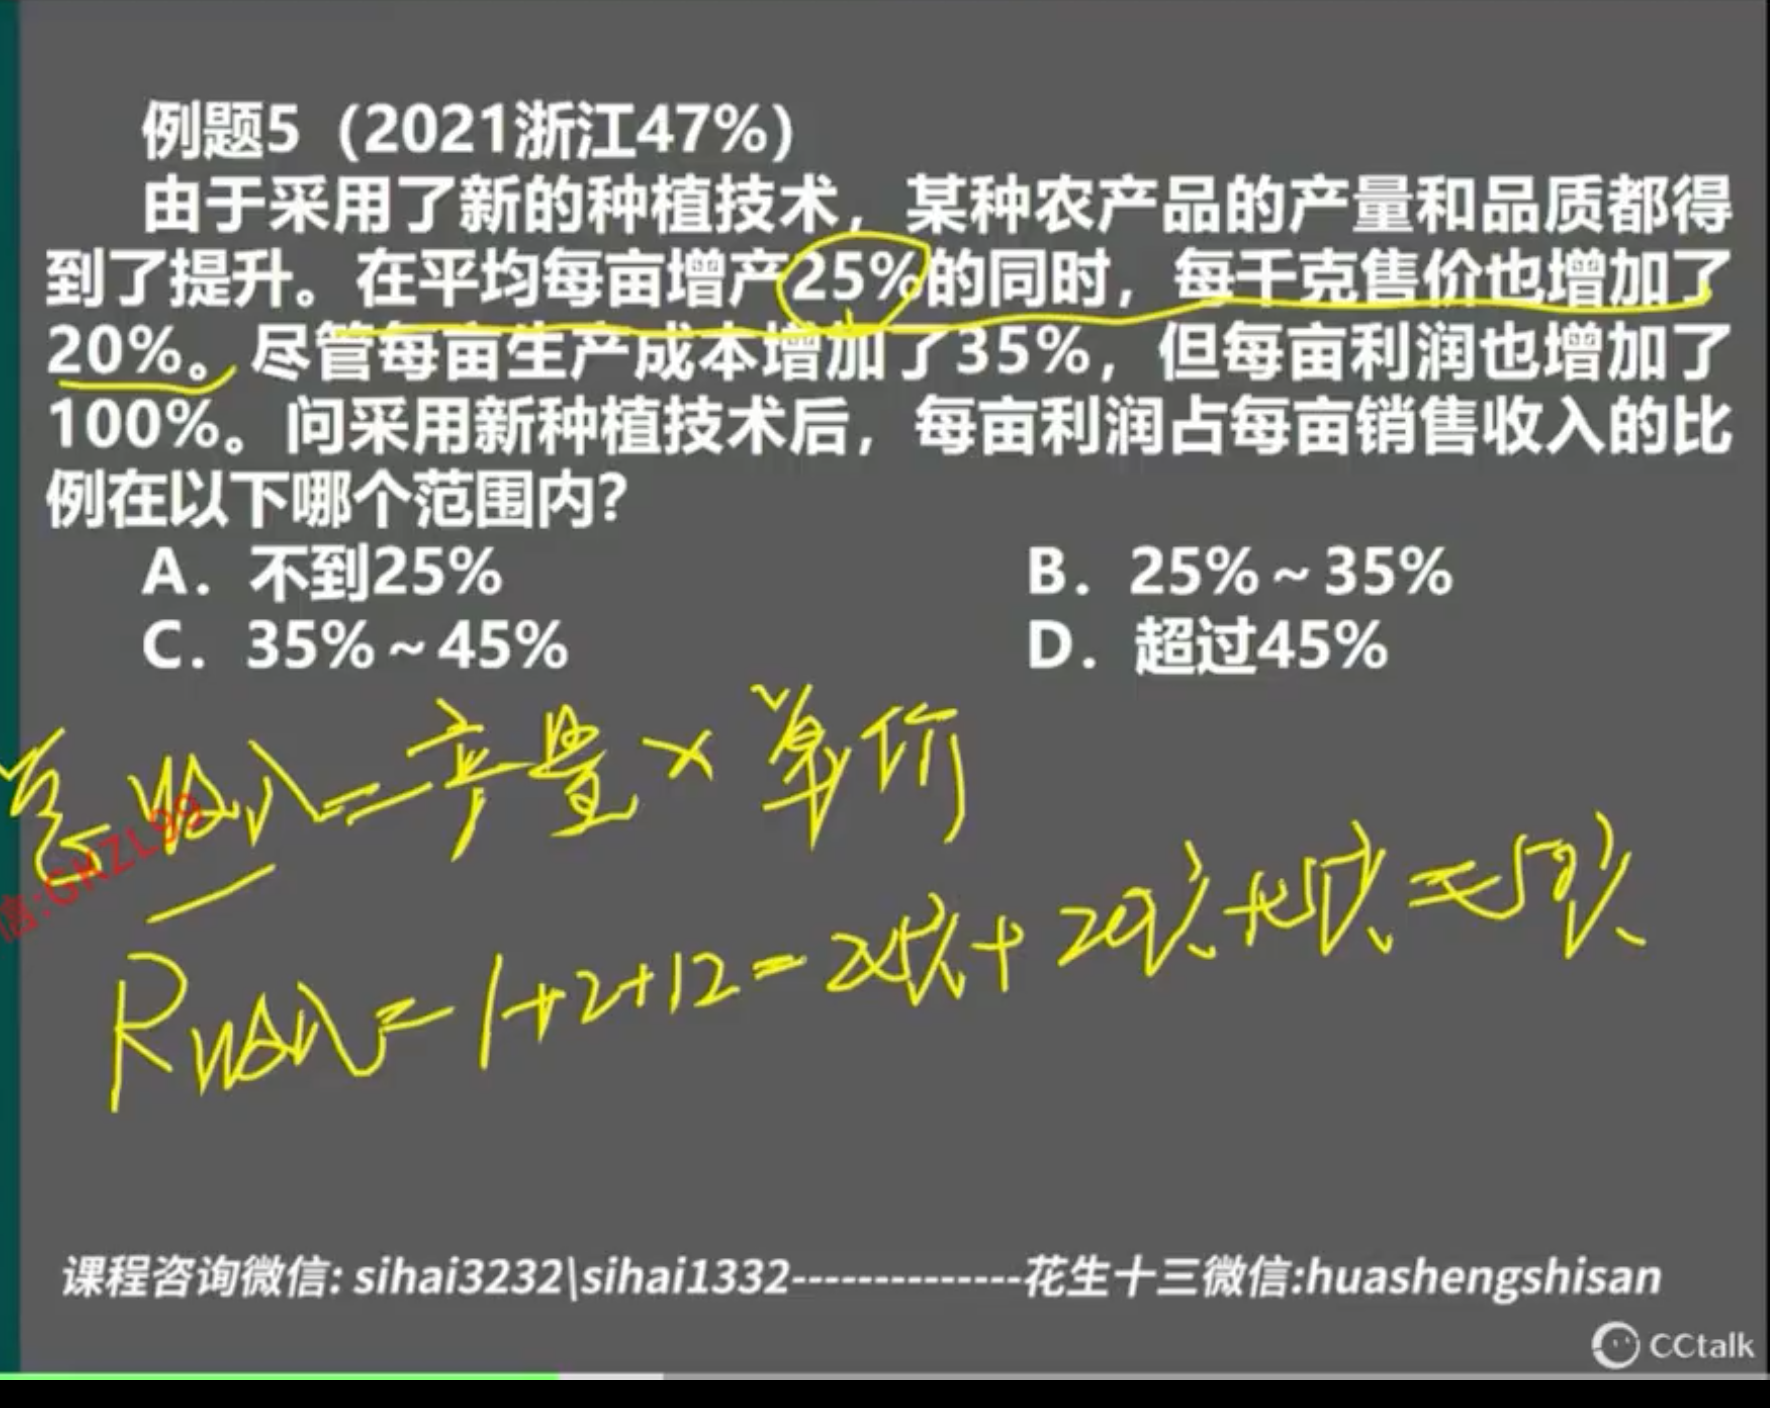 例题5（2021浙江47%）
由于采用了新的种植技术，某种农产品的产量和品质都得
到了提升。在平均每亩增产25%的同时，每千克售价也增加了
20%。尽管每亩生产成本增加了35%，但每亩利润也增加了
100%。问采用新种植技术后，每亩利润占每亩销售收入的比
例在以下哪个范围内？
A. 不到25%
B. 25%～35%
C. 35%～45%
D. 超过45%
总收入=产量×单价
信:GKZL99
R收入=1+2+12=25%+20%+5%=50%
课程咨询微信: sihai3232\sihai1332--------------花生十三微信:huashengshisan
CCtalk